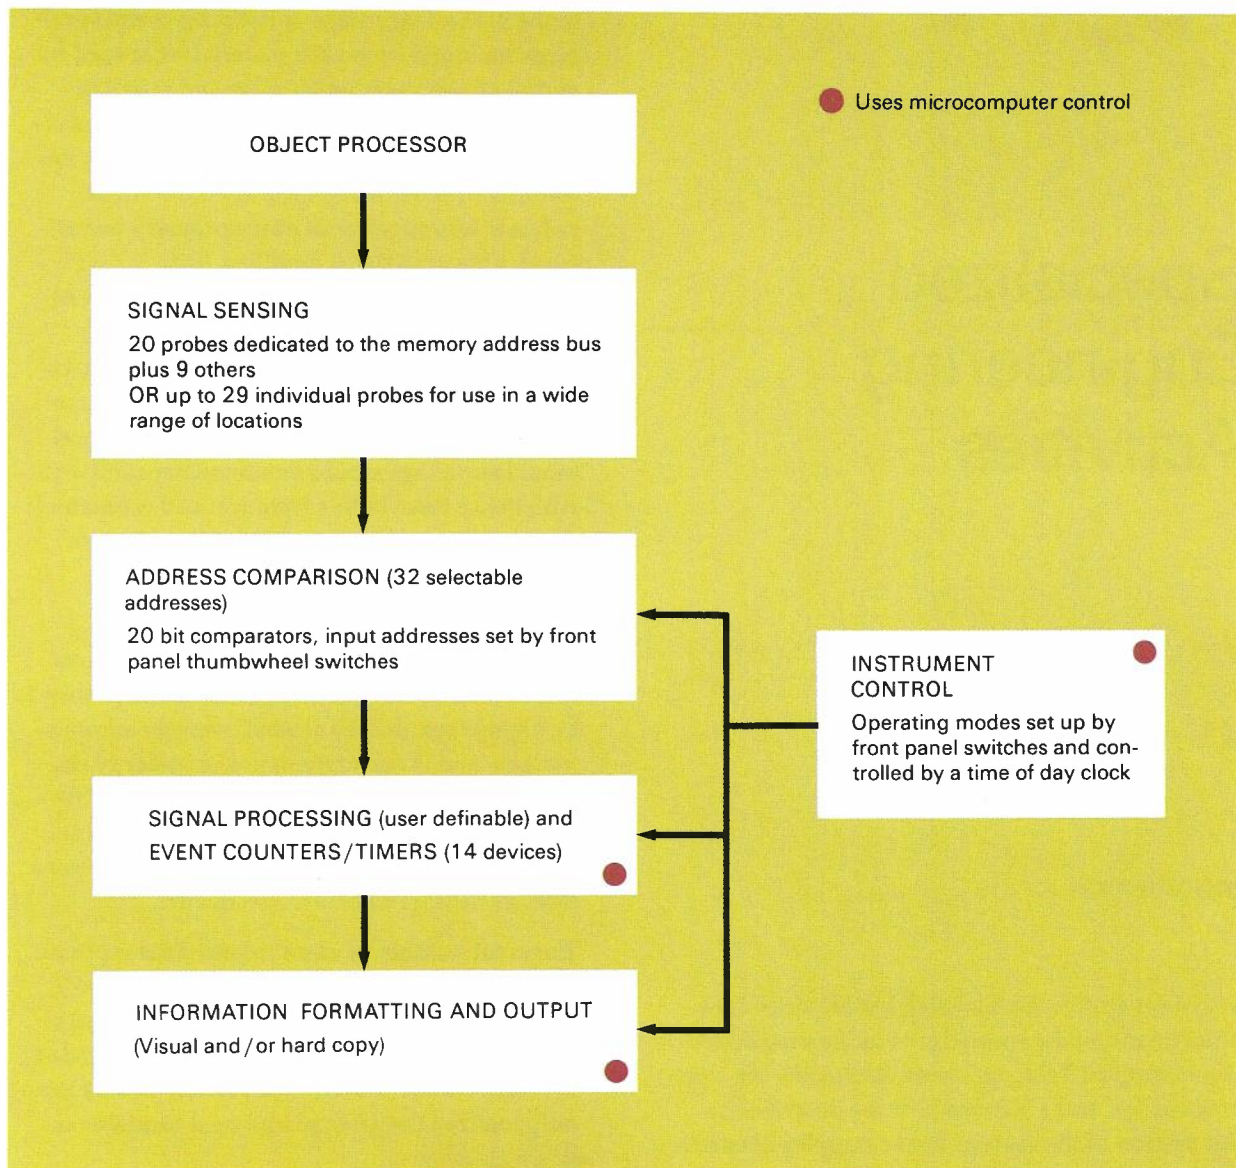 Uses microcomputer control
OBJECT PROCESSOR
SIGNAL SENSING
20 probes dedicated to the memory address bus
plus 9 others
OR up to 29 individual probes for use in a wide
range of locations
ADDRESS COMPARISON (32 selectable
addresses)
20 bit comparators, input addresses set by front
panel thumbwheel switches
SIGNAL PROCESSING (user definable) and
EVENT COUNTERS/TIMERS (14 devices)
INFORMATION FORMATTING AND OUTPUT
(Visual and/or hard copy)
INSTRUMENT
CONTROL
Operating modes set up by
front panel switches and con-
trolled by a time of day clock